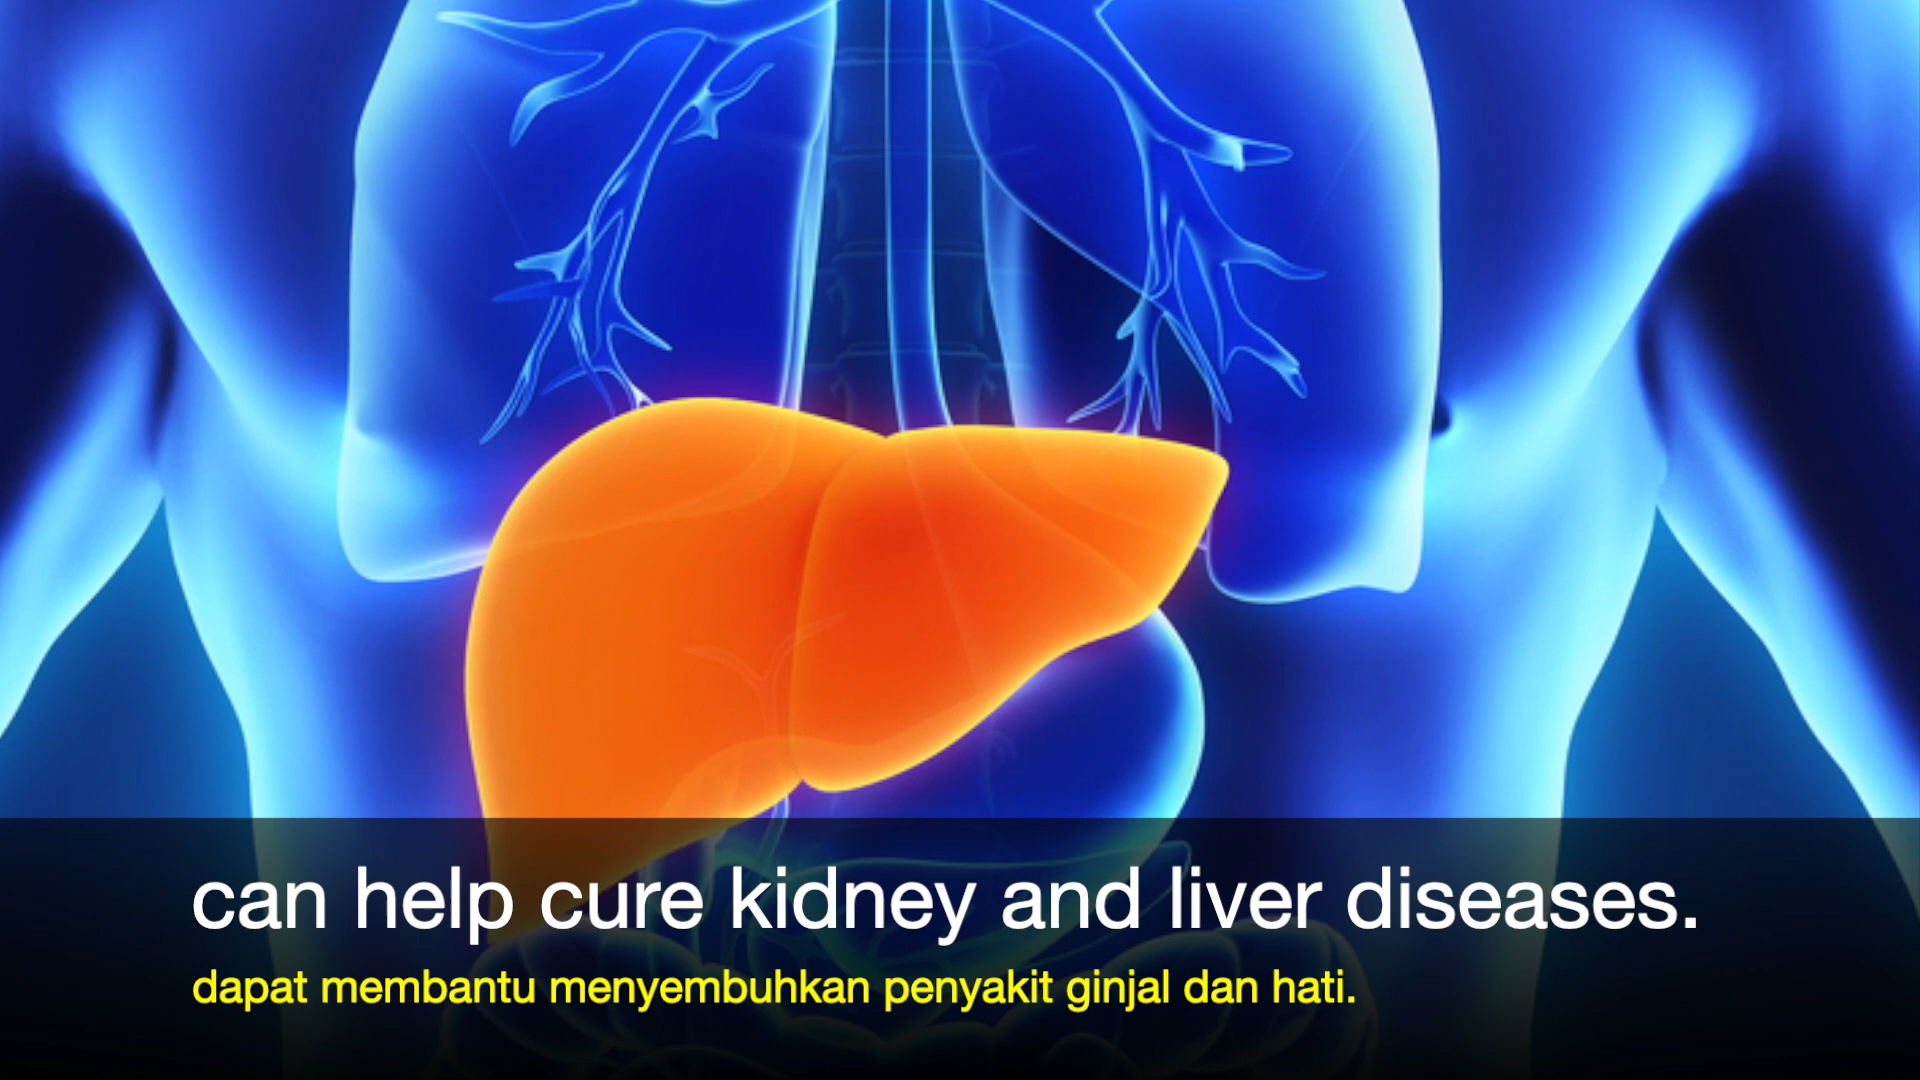 can help cure kidney and liver diseases.
dapat membantu menyembuhkan penyakit ginjal dan hati.